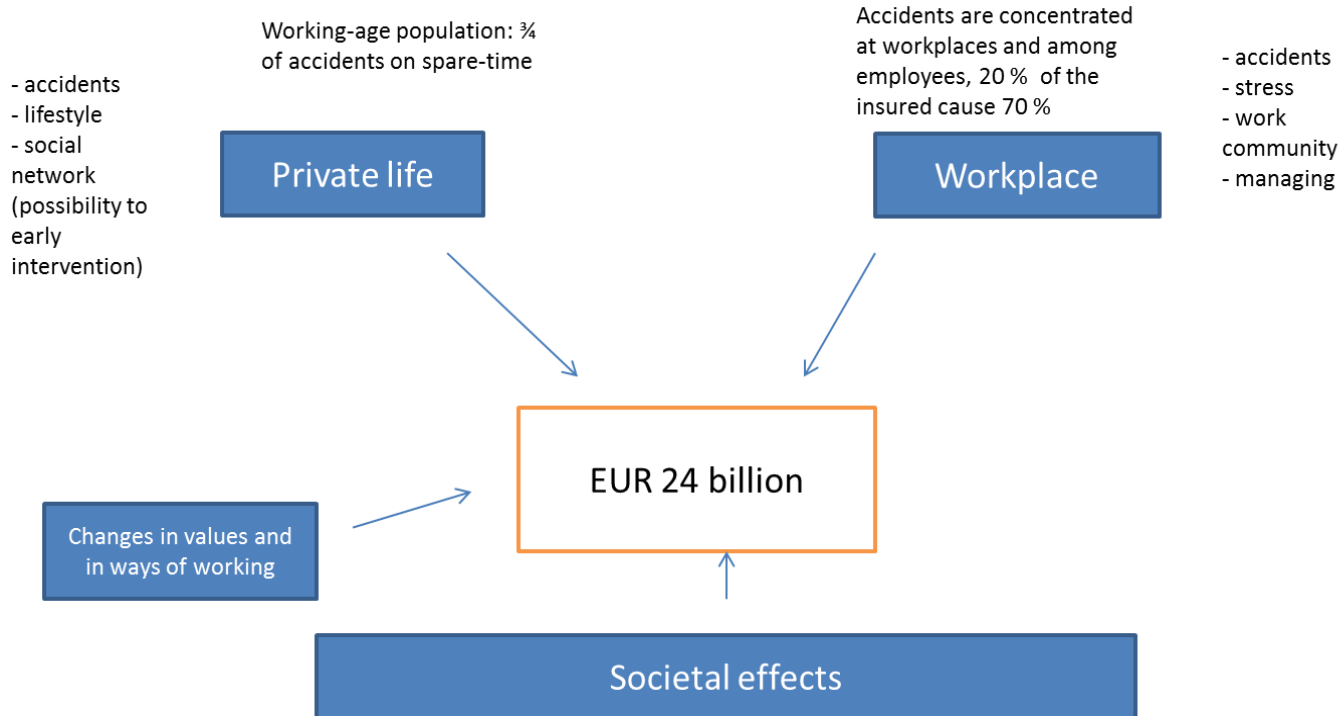 Working-age population: ¾
of accidents on spare-time
Accidents are concentrated
at workplaces and among
employees, 20 % of the
insured cause 70 %
- accidents
- lifestyle
- social
network
(possibility to
early
intervention)
Private life
Workplace
- accidents
- stress
- work
community
- managing
EUR 24 billion
Changes in values and
in ways of working
Societal effects